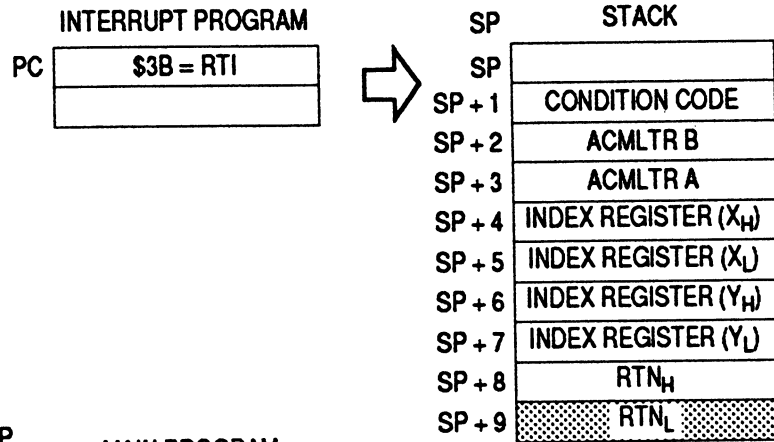 INTERRUPT PROGRAM
PC $3B = RTI
SP STACK
SP
SP + 1 CONDITION CODE
SP + 2 ACMLTR B
SP + 3 ACMLTR A
SP + 4 INDEX REGISTER (XH)
SP + 5 INDEX REGISTER (XL)
SP + 6 INDEX REGISTER (YH)
SP + 7 INDEX REGISTER (YL)
SP + 8 RTNH
SP + 9 RTNL
MAIN PROGRAM